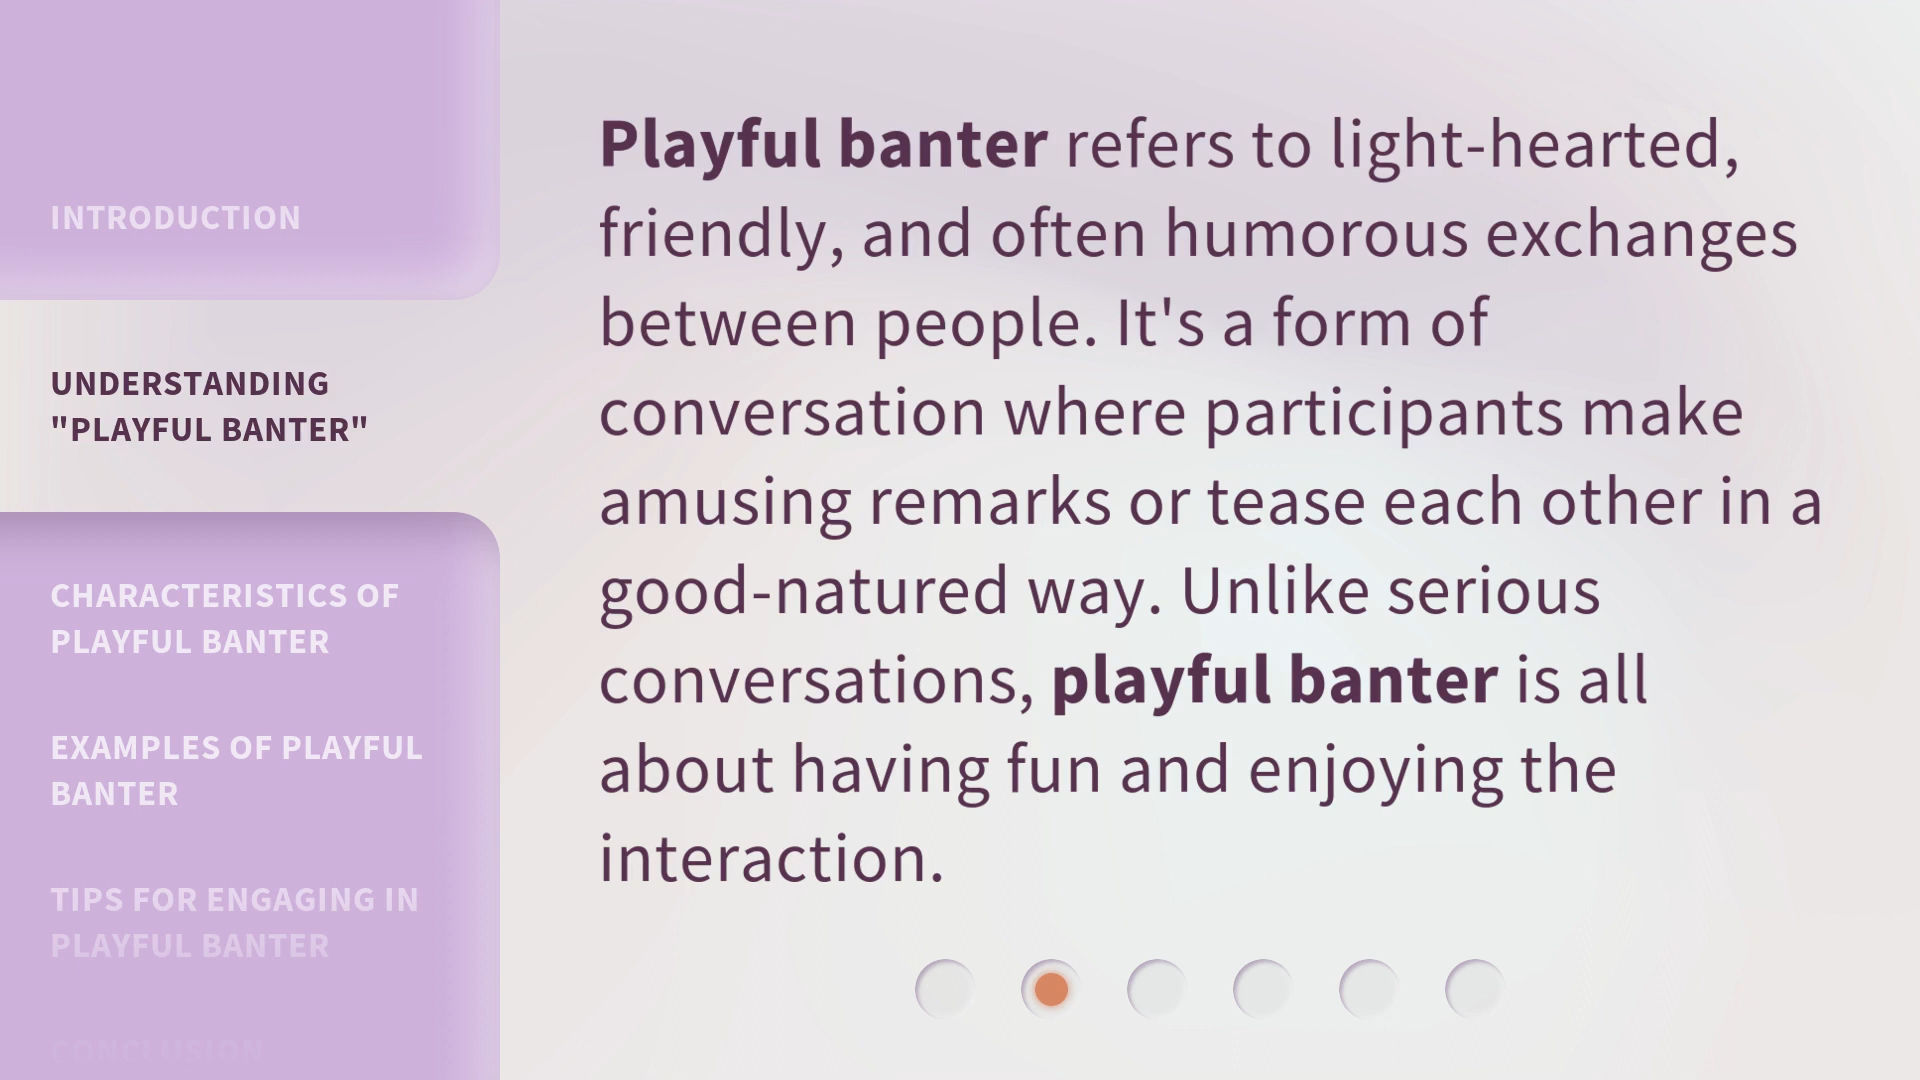 INTRODUCTION
UNDERSTANDING
"PLAYFUL BANTER"
CHARACTERISTICS OF
PLAYFUL BANTER
EXAMPLES OF PLAYFUL
BANTER
TIPS FOR ENGAGING IN
PLAYFUL BANTER
CONCLUSION
Playful banter refers to light-hearted,
friendly, and often humorous exchanges
between people. It's a form of
conversation where participants make
amusing remarks or tease each other in a
good-natured way. Unlike serious
conversations, playful banter is all
about having fun and enjoying the
interaction.